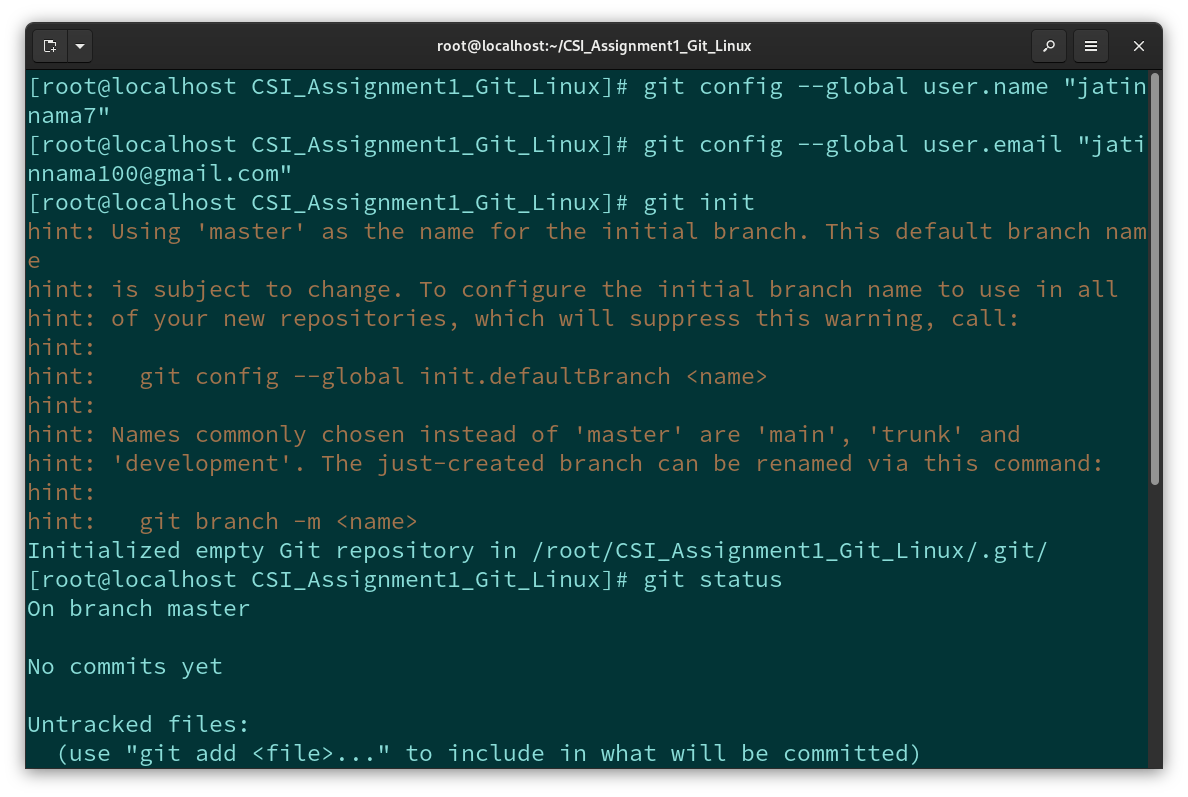 root@localhost:~/CSI_Assignment1_Git_Linux
[root@localhost CSI_Assignment1_Git_Linux]# git config --global user.name "jatin
nama7"
[root@localhost CSI_Assignment1_Git_Linux]# git config --global user.email "jati
nnama100@gmail.com"
[root@localhost CSI_Assignment1_Git_Linux]# git init
hint: Using 'master' as the name for the initial branch. This default branch nam
e
hint: is subject to change. To configure the initial branch name to use in all
hint: of your new repositories, which will suppress this warning, call:
hint:
hint:   git config --global init.defaultBranch <name>
hint:
hint: Names commonly chosen instead of 'master' are 'main', 'trunk' and
hint: 'development'. The just-created branch can be renamed via this command:
hint:
hint:   git branch -m <name>
Initialized empty Git repository in /root/CSI_Assignment1_Git_Linux/.git/
[root@localhost CSI_Assignment1_Git_Linux]# git status
On branch master
No commits yet
Untracked files:
  (use "git add <file>..." to include in what will be committed)